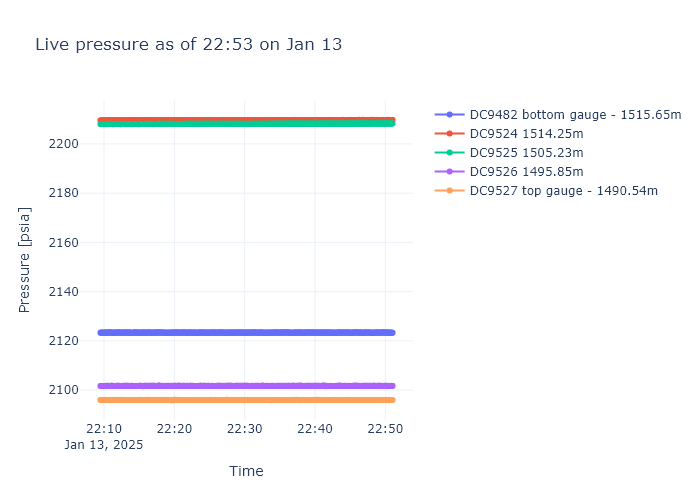 Live pressure as of 22:53 on Jan 13
DC9482 bottom gauge - 1515.65m
DC9524 1514.25m
DC9525 1505.23m
DC9526 1495.85m
DC9527 top gauge - 1490.54m
Pressure [psia]
2200
2180
2160
2140
2120
2100
22:10
Jan 13, 2025
22:20
22:30
22:40
22:50
Time